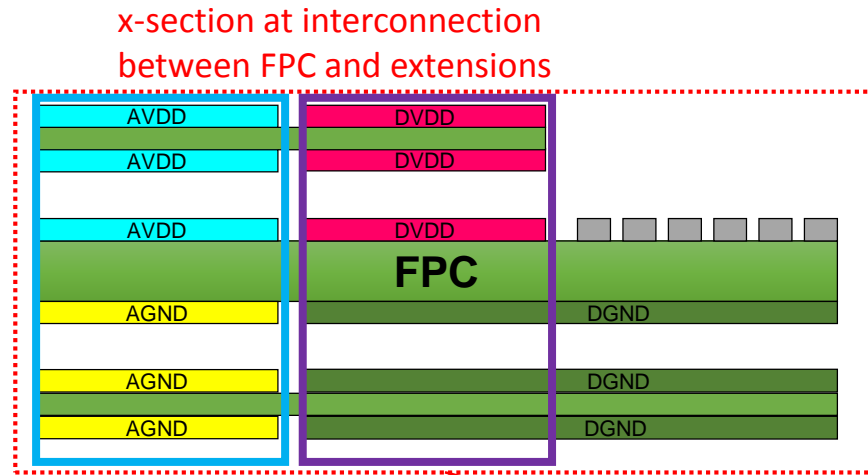 x-section at interconnection
between FPC and extensions
AVDD DVDD
AVDD DVDD
AVDD DVDD
FPC
AGND DGND
AGND DGND
AGND DGND